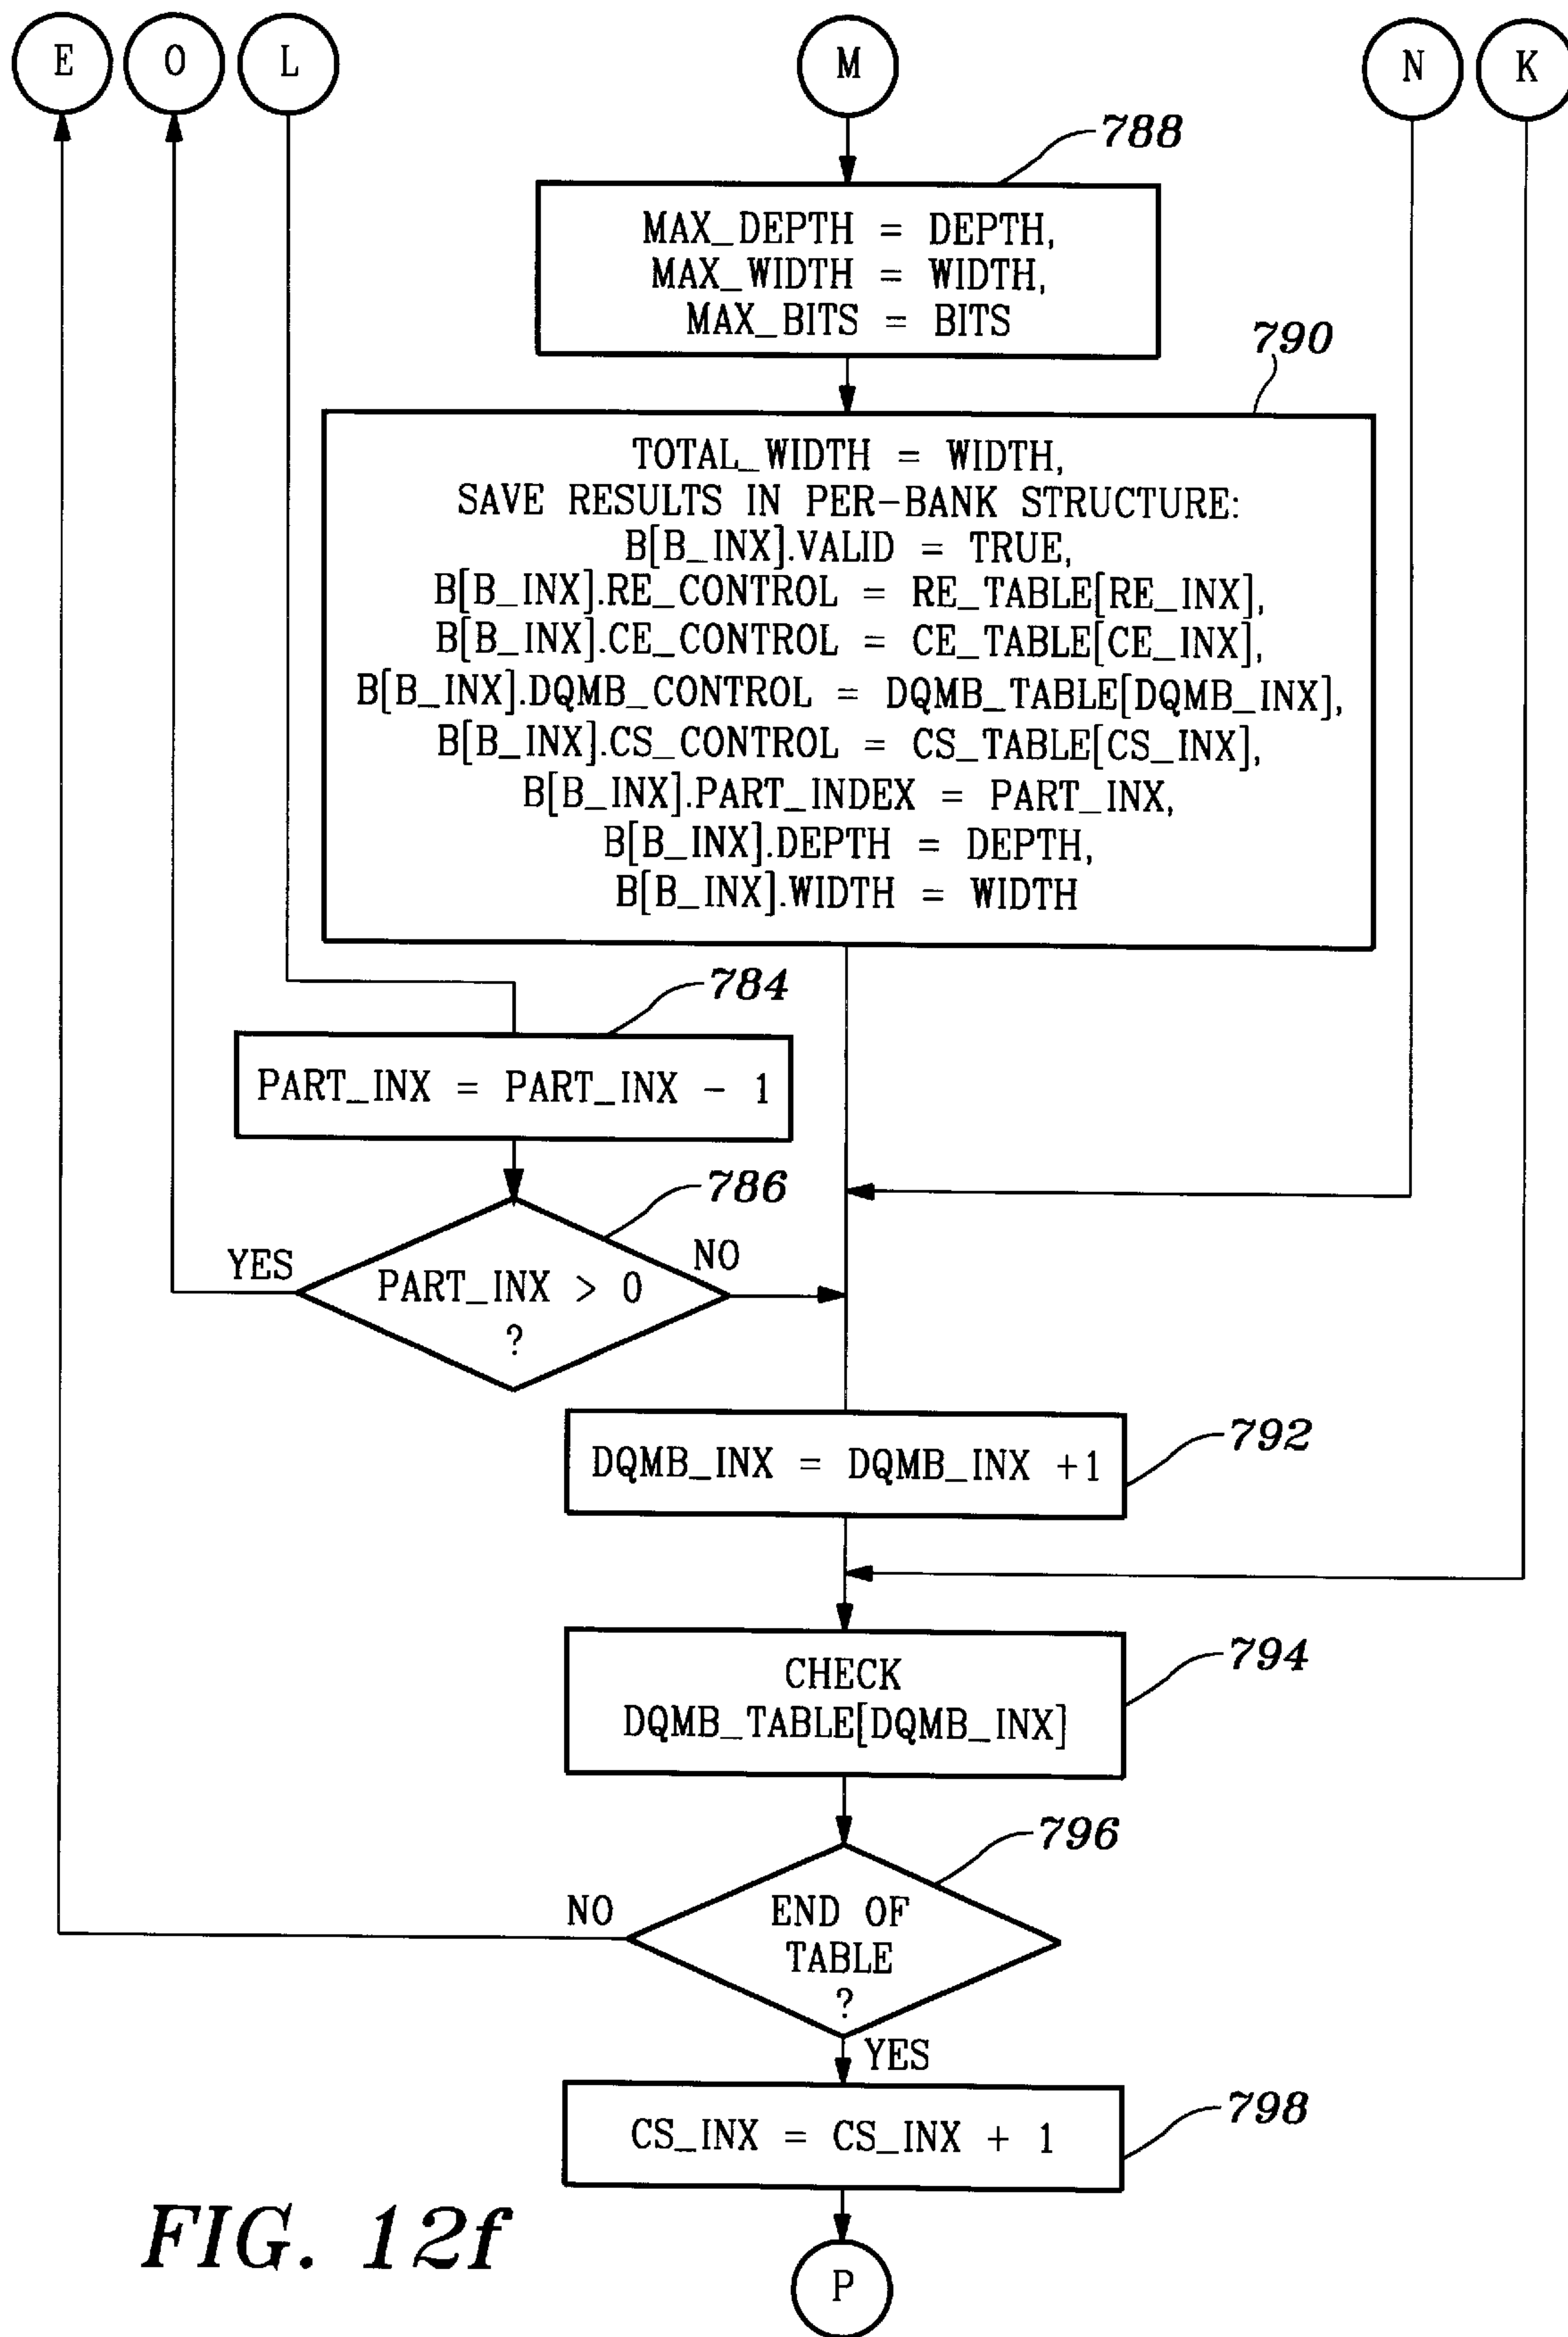 E O L M N K
788
MAX_DEPTH = DEPTH,
MAX_WIDTH = WIDTH,
MAX_BITS = BITS
790
TOTAL_WIDTH = WIDTH,
SAVE RESULTS IN PER-BANK STRUCTURE:
B[B_INX].VALID = TRUE,
B[B_INX].RE_CONTROL = RE_TABLE[RE_INX],
B[B_INX].CE_CONTROL = CE_TABLE[CE_INX],
B[B_INX].DQMB_CONTROL = DQMB_TABLE[DQMB_INX],
B[B_INX].CS_CONTROL = CS_TABLE[CS_INX],
B[B_INX].PART_INDEX = PART_INX,
B[B_INX].DEPTH = DEPTH,
B[B_INX].WIDTH = WIDTH
784
PART_INX = PART_INX - 1
786
YES
NO
PART_INX > 0
?
792
DQMB_INX = DQMB_INX +1
794
CHECK
DQMB_TABLE[DQMB_INX]
796
NO
END OF
TABLE
?
YES
798
CS_INX = CS_INX + 1
FIG. 12f
P